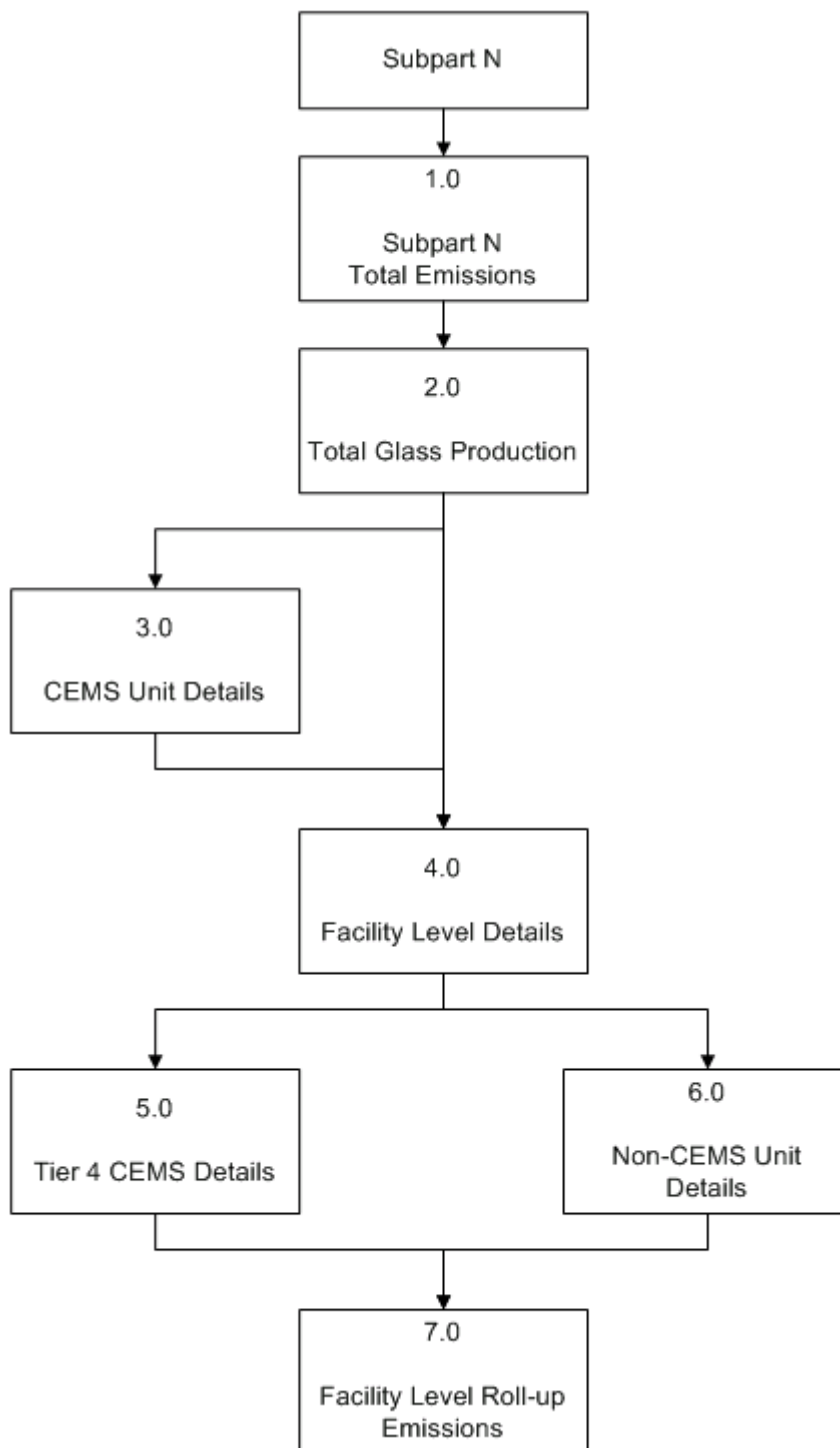 Subpart N
1.0
Subpart N
Total Emissions
2.0
Total Glass Production
3.0
CEMS Unit Details
4.0
Facility Level Details
5.0
Tier 4 CEMS Details
6.0
Non-CEMS Unit
Details
7.0
Facility Level Roll-up
Emissions